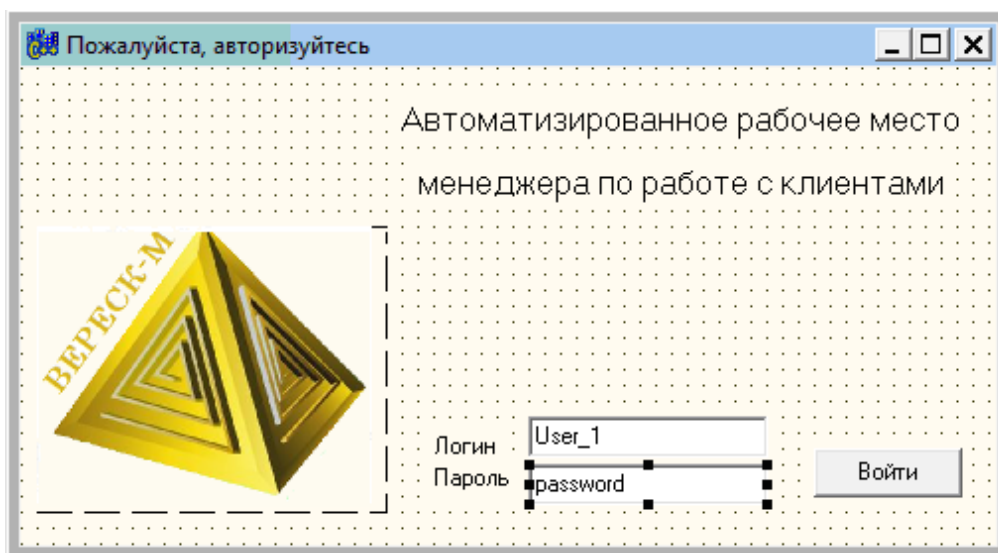 Пожалуйста, авторизуйтесь
Автоматизированное рабочее место
менеджера по работе с клиентами
ВЕРЕСК-М
Логин User_1
Пароль password
Войти